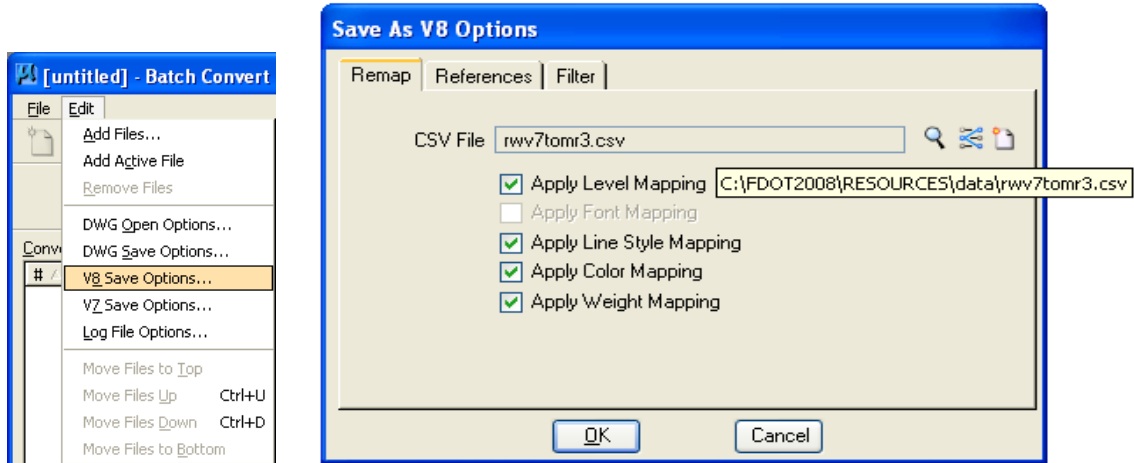 [untitled] - Batch Convert
File Edit
Add Files...
Add Active File
Remove Files
DWG Open Options...
DWG Save Options...
V8 Save Options...
V7 Save Options...
Log File Options...
Move Files to Top
Move Files Up Ctrl+U
Move Files Down Ctrl+D
Move Files to Bottom
#
Save As V8 Options
Remap References Filter
CSV File rwv7tomr3.csv
Apply Level Mapping C:\FDOT2008\RESOURCES\data\rwv7tomr3.csv
Apply Font Mapping
Apply Line Style Mapping
Apply Color Mapping
Apply Weight Mapping
OK Cancel